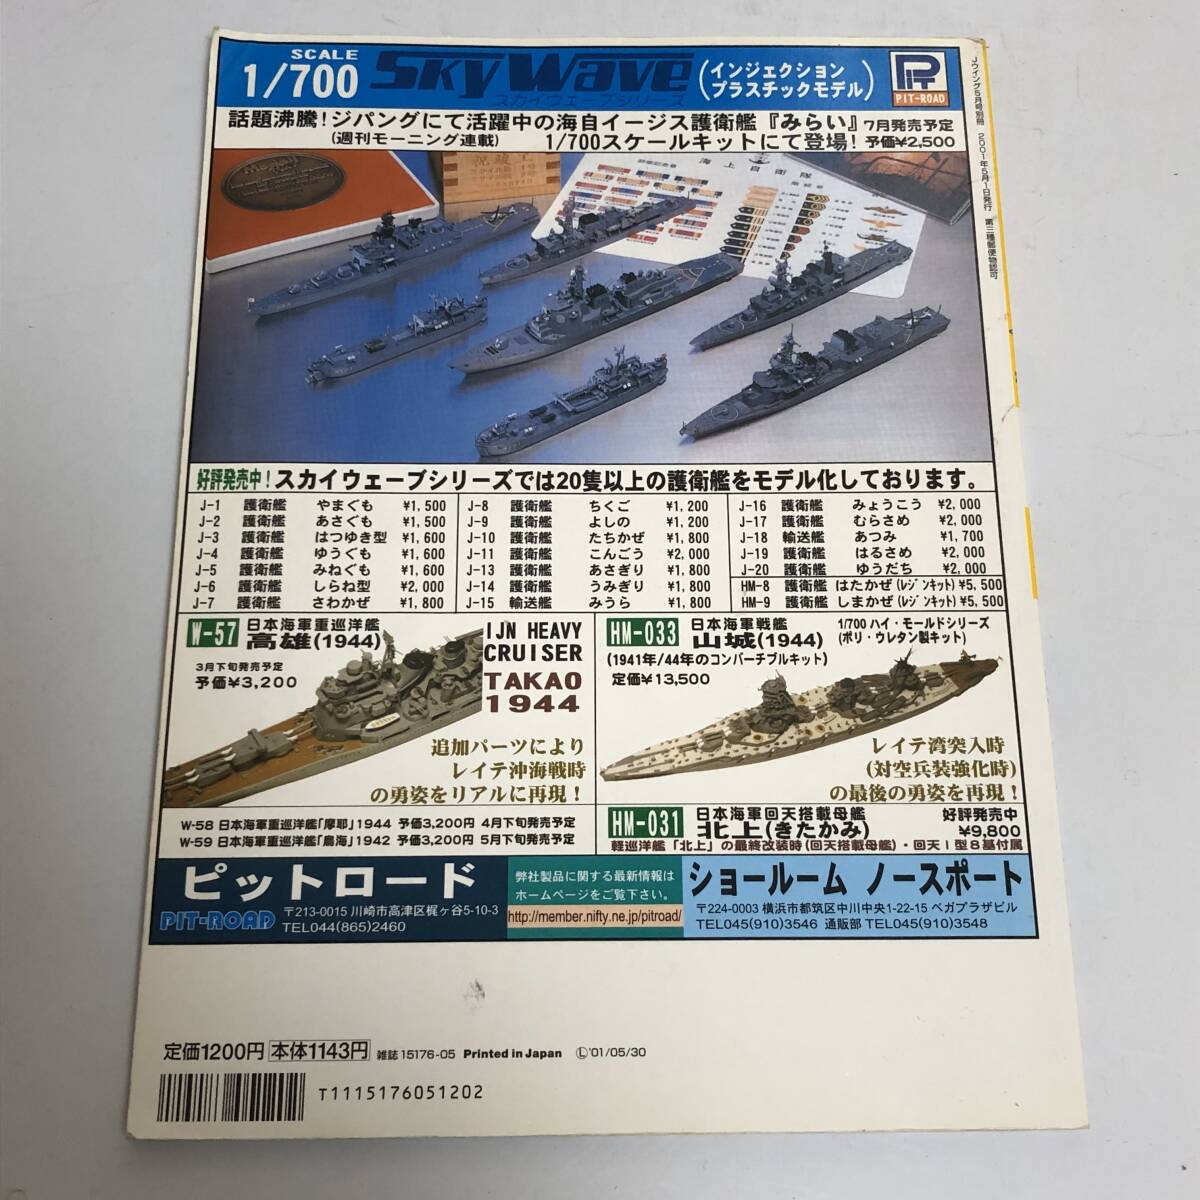 SCALE
1/700
SkyWave
スカイウェーブシリーズ
(インジェクション
プラスチックモデル)
PIT-ROAD
話題沸騰!ジパングにて活躍中の海自イージス護衛艦『みらい』7月発売予定
(週刊モーニング連載) 1/700スケールキットにて登場! 予価¥2,500
海上自衛隊
好評発売中!スカイウェーブシリーズでは20隻以上の護衛艦をモデル化しております。
J-1 護衛艦 やまぐも ¥1,500
J-2 護衛艦 あさぐも ¥1,500
J-3 護衛艦 はつゆき型 ¥1,600
J-4 護衛艦 ゆうぐも ¥1,600
J-5 護衛艦 みねぐも ¥1,600
J-6 護衛艦 しらね型 ¥2,000
J-7 護衛艦 さわかぜ ¥1,800
J-8 護衛艦 ちくご ¥1,200
J-9 護衛艦 よしの ¥1,200
J-10 護衛艦 たちかぜ ¥1,800
J-11 護衛艦 こんごう ¥2,000
J-13 護衛艦 あさぎり ¥1,800
J-14 護衛艦 うみぎり ¥1,800
J-15 輸送艦 みうら ¥1,800
J-16 護衛艦 みょうこう ¥2,000
J-17 護衛艦 むらさめ ¥2,000
J-18 輸送艦 あつみ ¥1,700
J-19 護衛艦 はるさめ ¥2,000
J-20 護衛艦 ゆうだち ¥2,000
HM-8 護衛艦 はたかぜ(レジンキット)¥5,500
HM-9 護衛艦 しまかぜ(レジンキット)¥5,500
W-57 日本海軍重巡洋艦
高雄(1944)
3月下旬発売予定
予価¥3,200
IJN HEAVY
CRUISER
TAKAO
1944
追加パーツにより
レイテ沖海戦時
の勇姿をリアルに再現!
W-58 日本海軍重巡洋艦「摩耶」1944 予価3,200円 4月下旬発売予定
W-59 日本海軍重巡洋艦「鳥海」1942 予価3,200円 5月下旬発売予定
HM-033 日本海軍戦艦
山城(1944)
1/700 ハイ・モールドシリーズ
(ポリ・ウレタン製キット)
(1941年/44年のコンバーチブルキット)
定価¥13,500
レイテ湾突入時
(対空兵装強化時)
の最後の勇姿を再現!
HM-031 日本海軍回天搭載母艦
北上(きたかみ)
好評発売中
¥9,800
軽巡洋艦「北上」の最終改装時(回天搭載母艦)・回天Ⅰ型8基付属
ピットロード
PIT-ROAD
〒213-0015 川崎市高津区梶ヶ谷5-10-3
TEL044(865)2460
弊社製品に関する最新情報は
ホームページをご覧下さい。
http://member.nifty.ne.jp/pitroad/
ショールーム ノースポート
〒224-0003 横浜市都筑区中川中央1-22-15 ベガプラザビル
TEL045(910)3546 通販部 TEL045(910)3548
Jウイング5月号別冊 2001年5月1日発行 第三種郵便物認可
定価1200円 本体1143円 雑誌 15176-05 Printed in Japan Ⓛ'01/05/30
T1115176051202